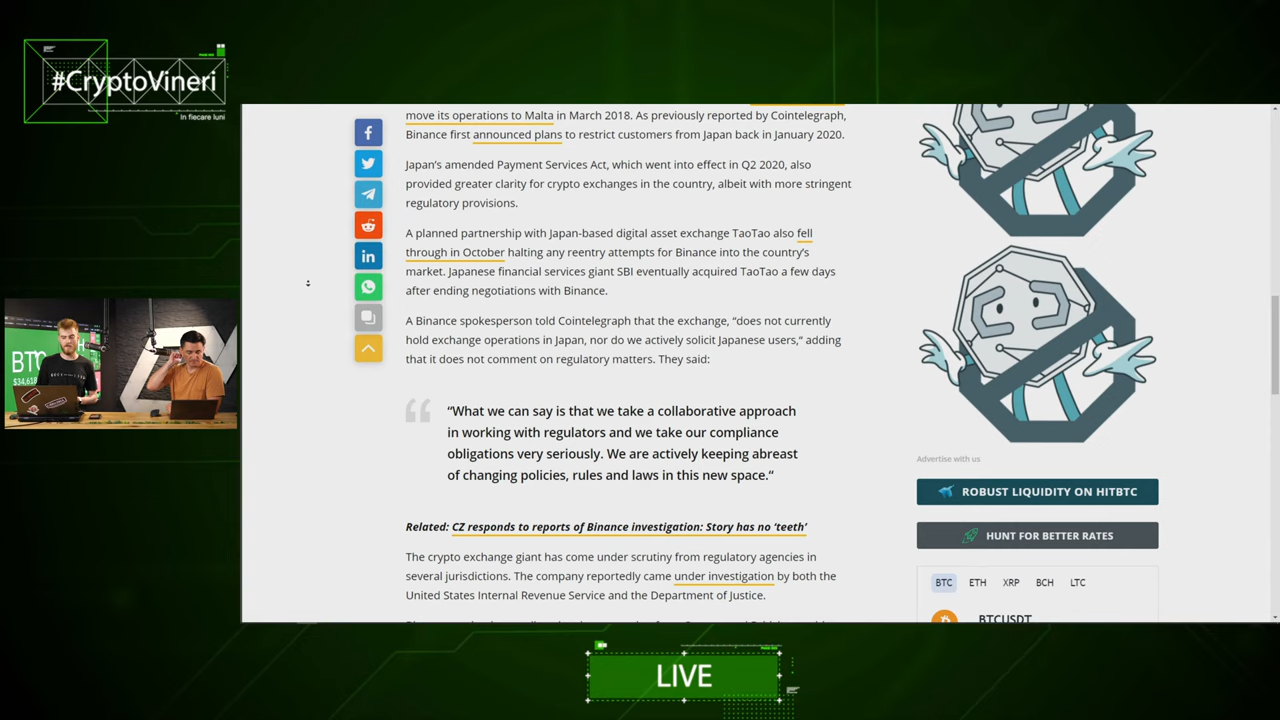 #CryptoVineri
În fiecare luni
move its operations to Malta in March 2018. As previously reported by Cointelegraph,
Binance first announced plans to restrict customers from Japan back in January 2020.
Japan's amended Payment Services Act, which went into effect in Q2 2020, also
provided greater clarity for crypto exchanges in the country, albeit with more stringent
regulatory provisions.
A planned partnership with Japan-based digital asset exchange TaoTao also fell
through in October halting any reentry attempts for Binance into the country's
market. Japanese financial services giant SBI eventually acquired TaoTao a few days
after ending negotiations with Binance.
A Binance spokesperson told Cointelegraph that the exchange, “does not currently
hold exchange operations in Japan, nor do we actively solicit Japanese users,“ adding
that it does not comment on regulatory matters. They said:
“What we can say is that we take a collaborative approach
in working with regulators and we take our compliance
obligations very seriously. We are actively keeping abreast
of changing policies, rules and laws in this new space.“
Related: CZ responds to reports of Binance investigation: Story has no ‘teeth’
The crypto exchange giant has come under scrutiny from regulatory agencies in
several jurisdictions. The company reportedly came under investigation by both the
United States Internal Revenue Service and the Department of Justice.
Advertise with us
ROBUST LIQUIDITY ON HITBTC
HUNT FOR BETTER RATES
BTC ETH XRP BCH LTC
BTCUSDT
BTC
$34,618
LIVE